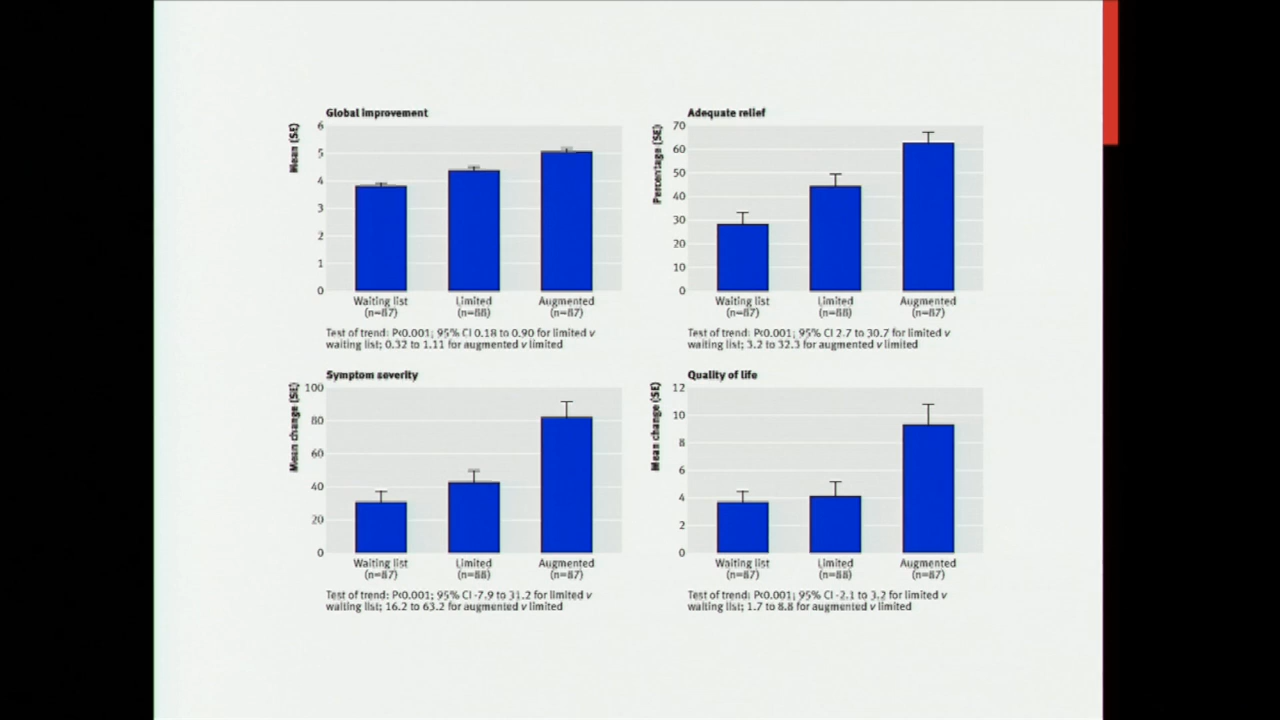 Global improvement
Mean (SE)
6
5
4
3
2
1
0
Waiting list
(n=87)
Limited
(n=88)
Augmented
(n=87)
Test of trend: P<0.001; 95% CI 0.18 to 0.90 for limited v
waiting list; 0.32 to 1.11 for augmented v limited
Adequate relief
Percentage (SE)
70
60
50
40
30
20
10
0
Waiting list
(n=87)
Limited
(n=88)
Augmented
(n=87)
Test of trend: P<0.001; 95% CI 2.7 to 30.7 for limited v
waiting list; 3.2 to 32.3 for augmented v limited
Symptom severity
Mean change (SE)
100
80
60
40
20
0
Waiting list
(n=87)
Limited
(n=88)
Augmented
(n=87)
Test of trend: P<0.001; 95% CI -7.9 to 31.2 for limited v
waiting list; 16.2 to 63.2 for augmented v limited
Quality of life
Mean change (SE)
12
10
8
6
4
2
0
Waiting list
(n=87)
Limited
(n=88)
Augmented
(n=87)
Test of trend: P<0.001; 95% CI -2.1 to 3.2 for limited v
waiting list; 1.7 to 8.8 for augmented v limited